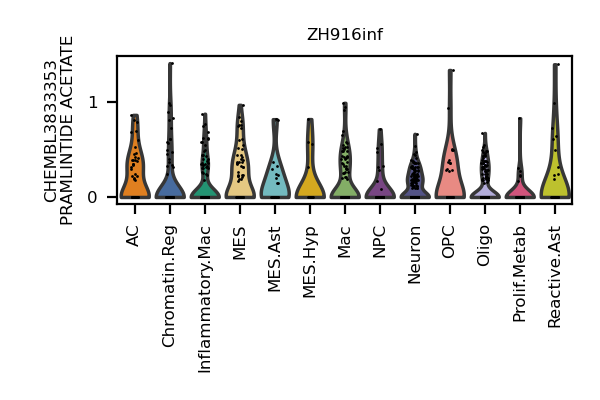 ZH916inf
CHEMBL3833353
PRAMLINTIDE ACETATE
1
0
AC
Chromatin.Reg
Inflammatory.Mac
MES
MES.Ast
MES.Hyp
Mac
NPC
Neuron
OPC
Oligo
Prolif.Metab
Reactive.Ast